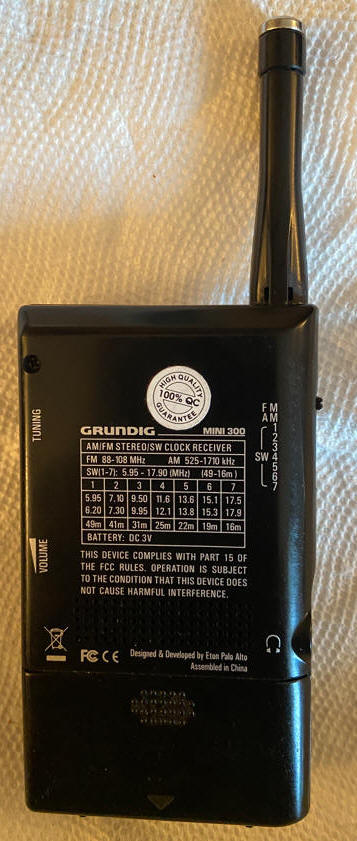 HIGH QUALITY
100% QC
GUARANTEE
GRUNDIG MINI 300
AM/FM STEREO/SW CLOCK RECEIVER
FM 88-108 MHz AM 525-1710 kHz
SW(1-7): 5.95 - 17.90 (MHz) (49-16m)
1 2 3 4 5 6 7
5.95 7.10 9.50 11.6 13.6 15.1 17.5
6.20 7.30 9.95 12.1 13.8 15.3 17.9
49m 41m 31m 25m 22m 19m 16m
BATTERY: DC 3V
THIS DEVICE COMPLIES WITH PART 15 OF
THE FCC RULES. OPERATION IS SUBJECT
TO THE CONDITION THAT THIS DEVICE DOES
NOT CAUSE HARMFUL INTERFERENCE.
FC CE
Designed & Developed by Eton Palo Alto
Assembled in China
TUNING
VOLUME
FM
AM
SW
1
2
3
4
5
6
7